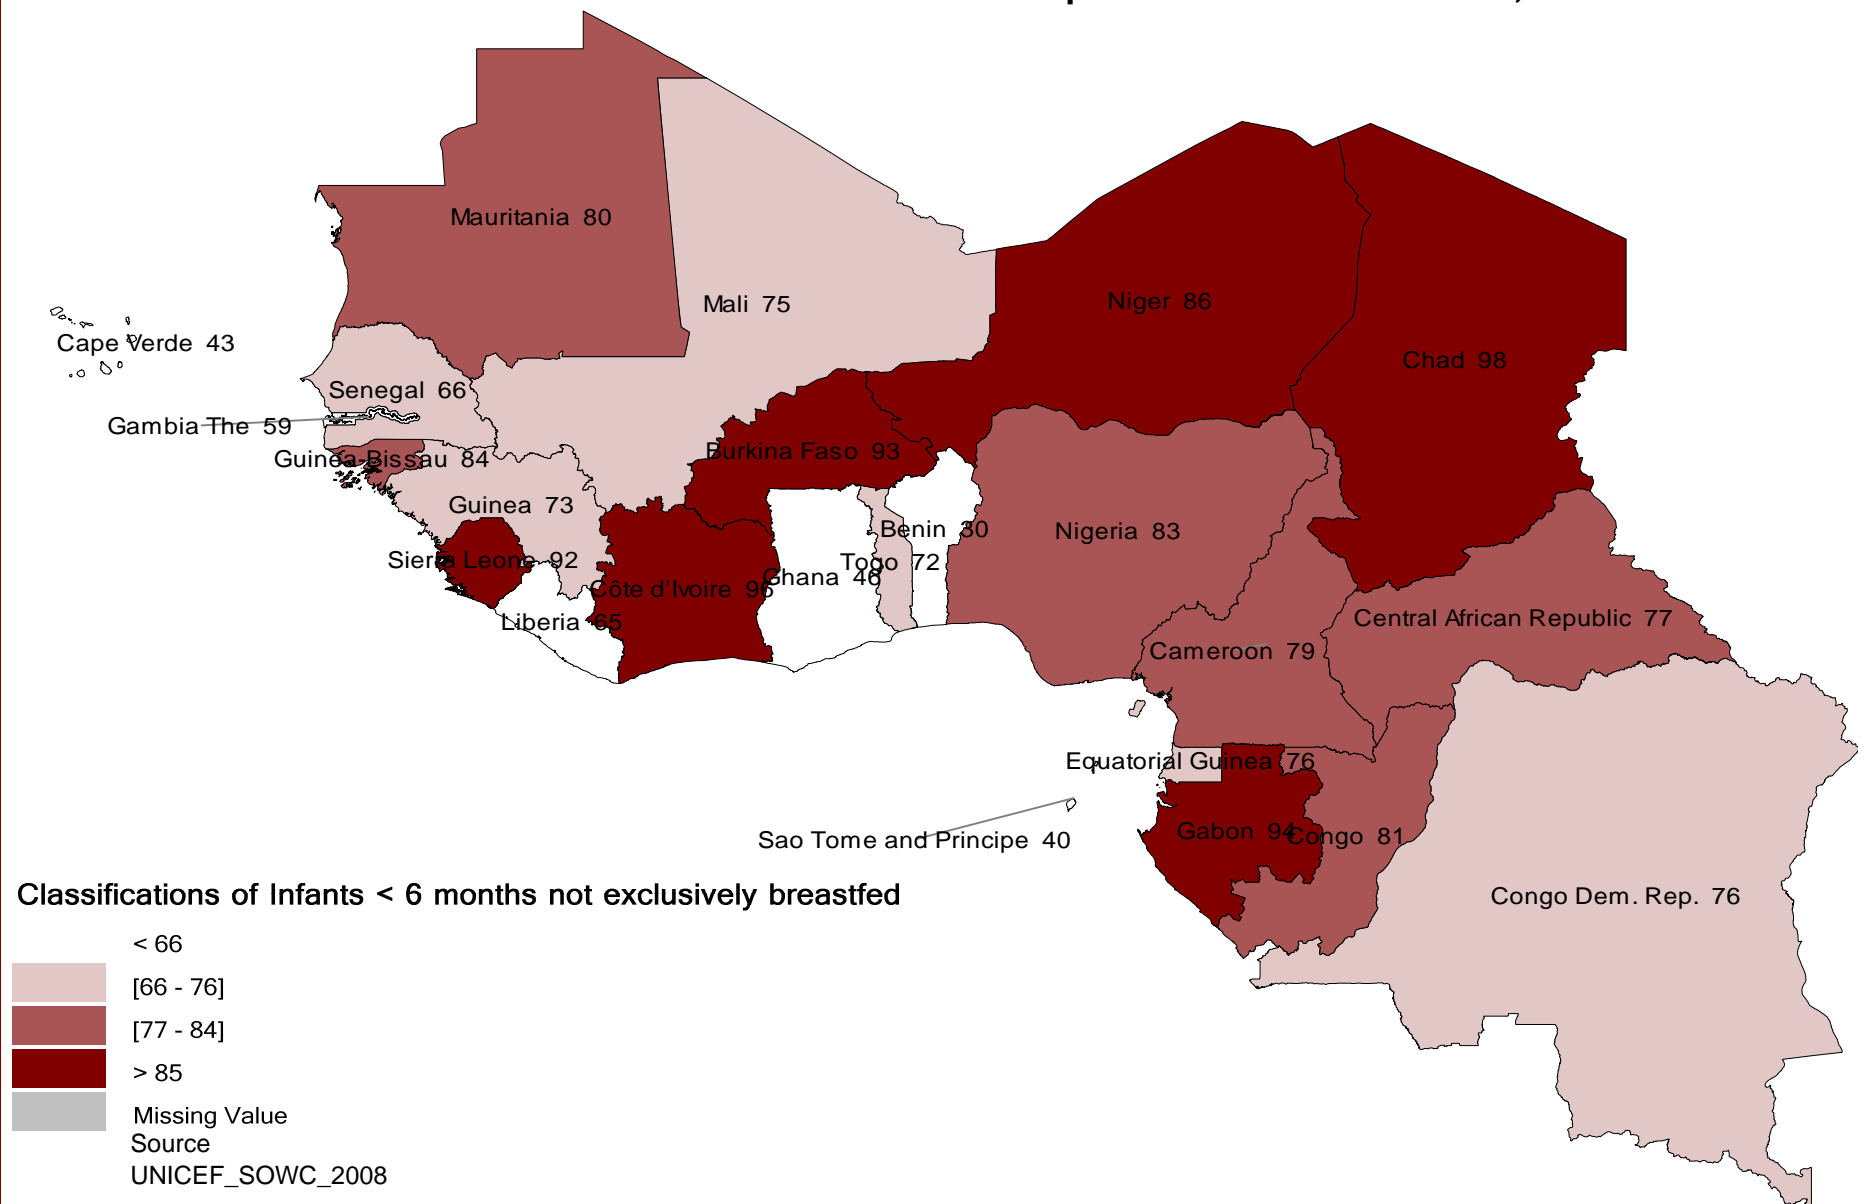 Mauritania 80
Mali 75
Niger 86
Chad 98
Cape Verde 43
Senegal 66
Gambia The 59
Guinea-Bissau 84
Burkina Faso 93
Guinea 73
Benin 30
Nigeria 83
Sierra Leone 92
Togo 72
Ghana 46
Côte d'Ivoire 96
Liberia 65
Central African Republic 77
Cameroon 79
Equatorial Guinea 76
Gabon 94
Congo 81
Sao Tome and Principe 40
Congo Dem. Rep. 76
Classifications of Infants < 6 months not exclusively breastfed
< 66
[66 - 76]
[77 - 84]
> 85
Missing Value
Source
UNICEF_SOWC_2008